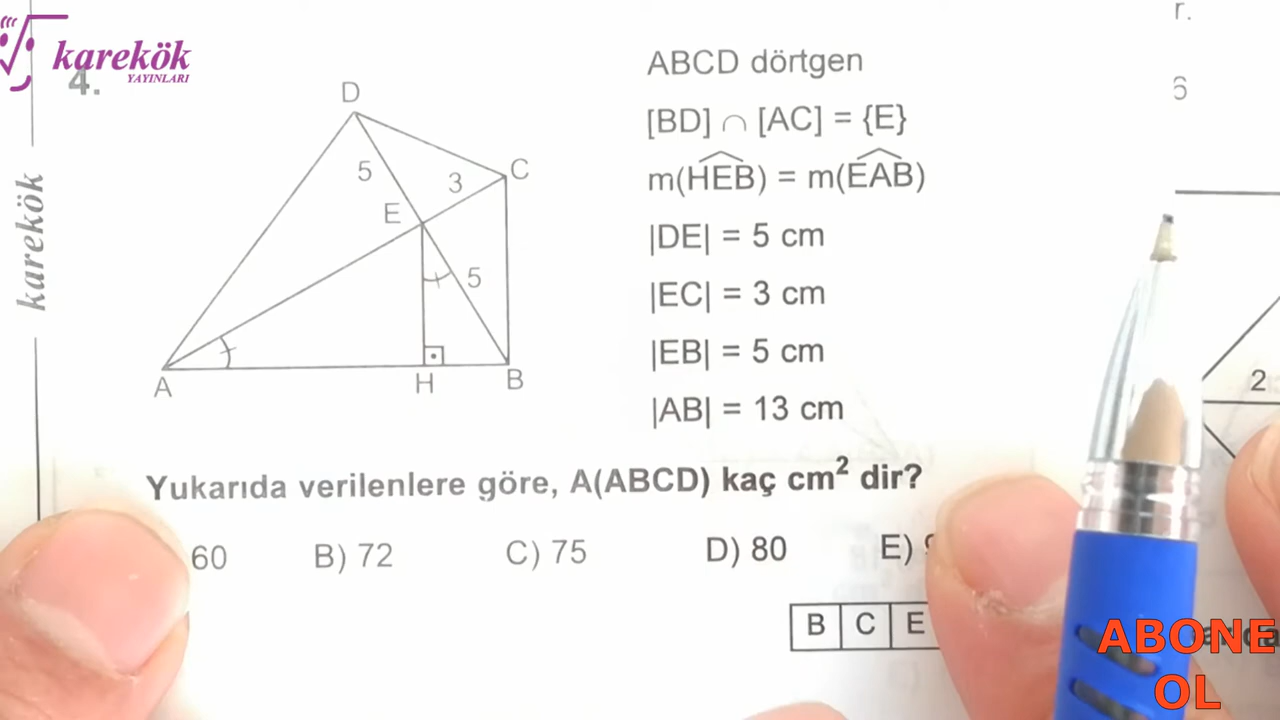 karekök
YAYINLARI
4.
karekök
D
5
3
C
E
5
A
H
B
ABCD dörtgen
[BD] ∩ [AC] = {E}
m(HEB) = m(EAB)
|DE| = 5 cm
|EC| = 3 cm
|EB| = 5 cm
|AB| = 13 cm
Yukarıda verilenlere göre, A(ABCD) kaç cm² dir?
60 B) 72 C) 75 D) 80 E)
B C E
r.
2
ABONE
OL